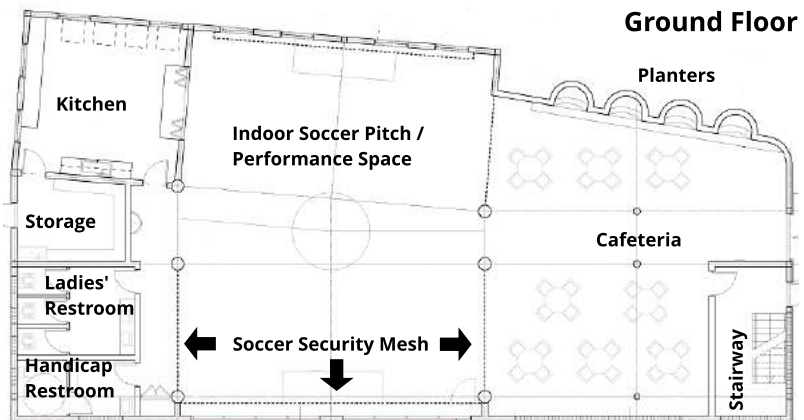 Ground Floor
Planters
Kitchen
Indoor Soccer Pitch /
Performance Space
Storage
Cafeteria
Ladies'
Restroom
Soccer Security Mesh
Handicap
Restroom
Stairway